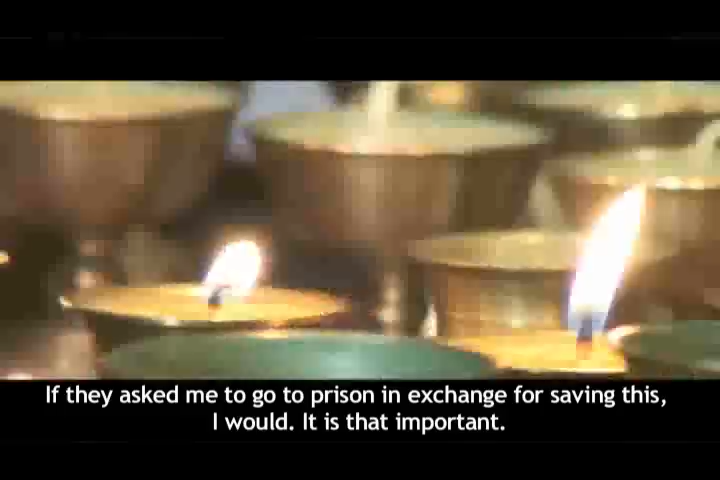 If they asked me to go to prison in exchange for saving this,
I would. It is that important.